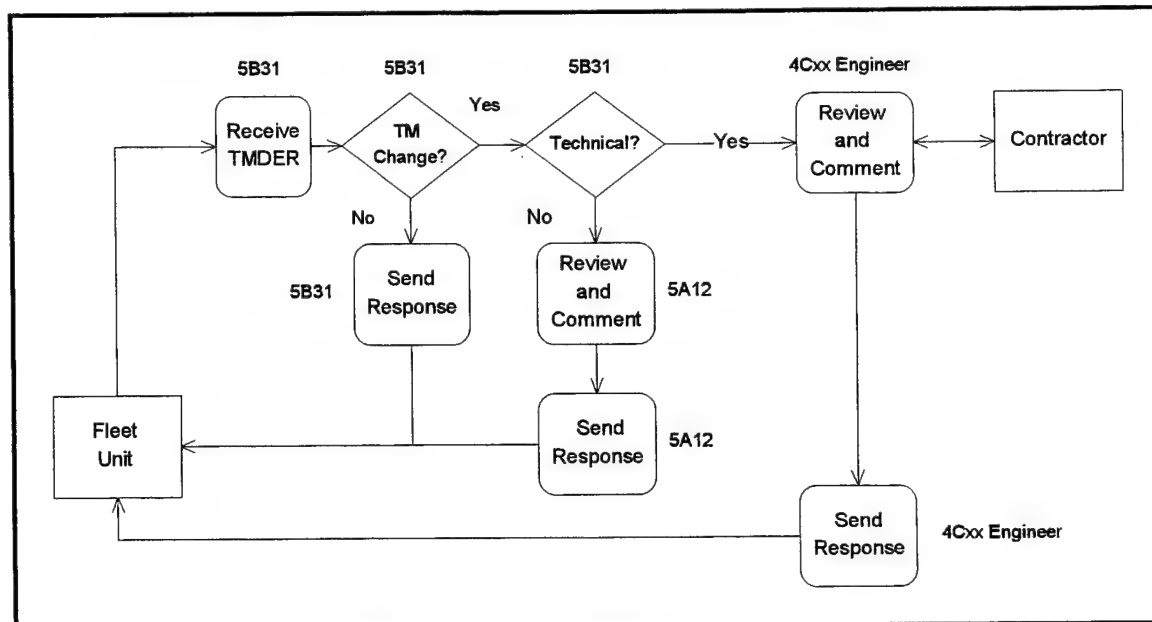 5B31
5B31
5B31
4Cxx Engineer
Receive
TMDER
TM
Change?
Yes
Technical?
Yes
Review
and
Comment
Contractor
No
No
5B31
Send
Response
Review
and
Comment
5A12
Fleet
Unit
Send
Response
5A12
Send
Response
4Cxx Engineer